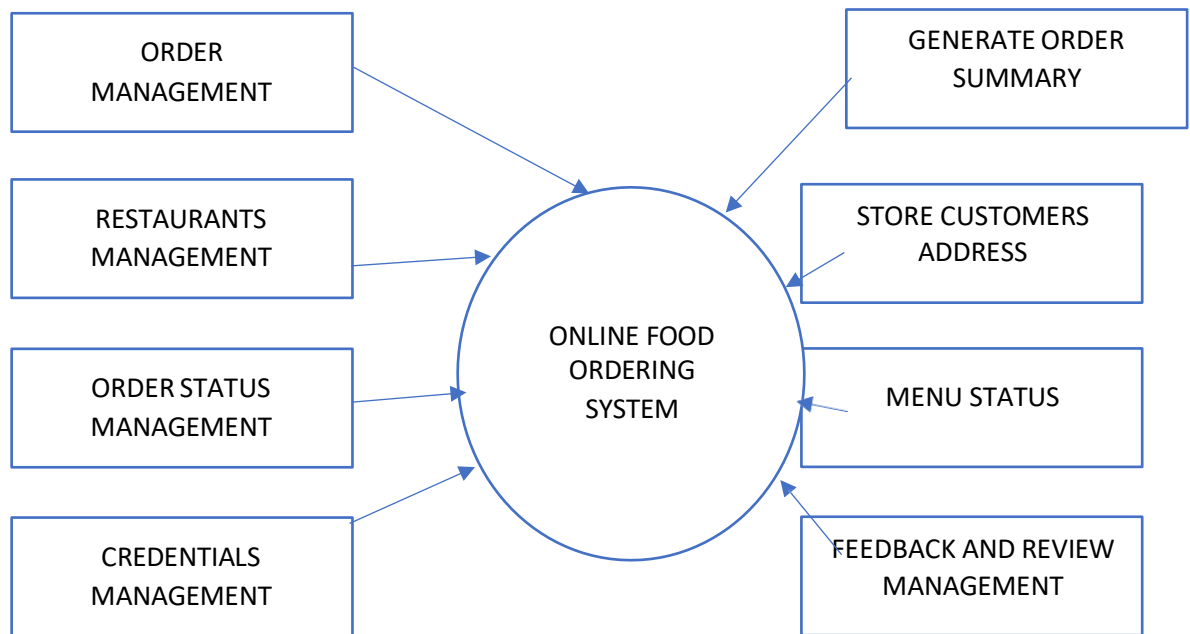 ORDER
MANAGEMENT
GENERATE ORDER
SUMMARY
RESTAURANTS
MANAGEMENT
STORE CUSTOMERS
ADDRESS
ONLINE FOOD
ORDERING
SYSTEM
ORDER STATUS
MANAGEMENT
MENU STATUS
CREDENTIALS
MANAGEMENT
FEEDBACK AND REVIEW
MANAGEMENT